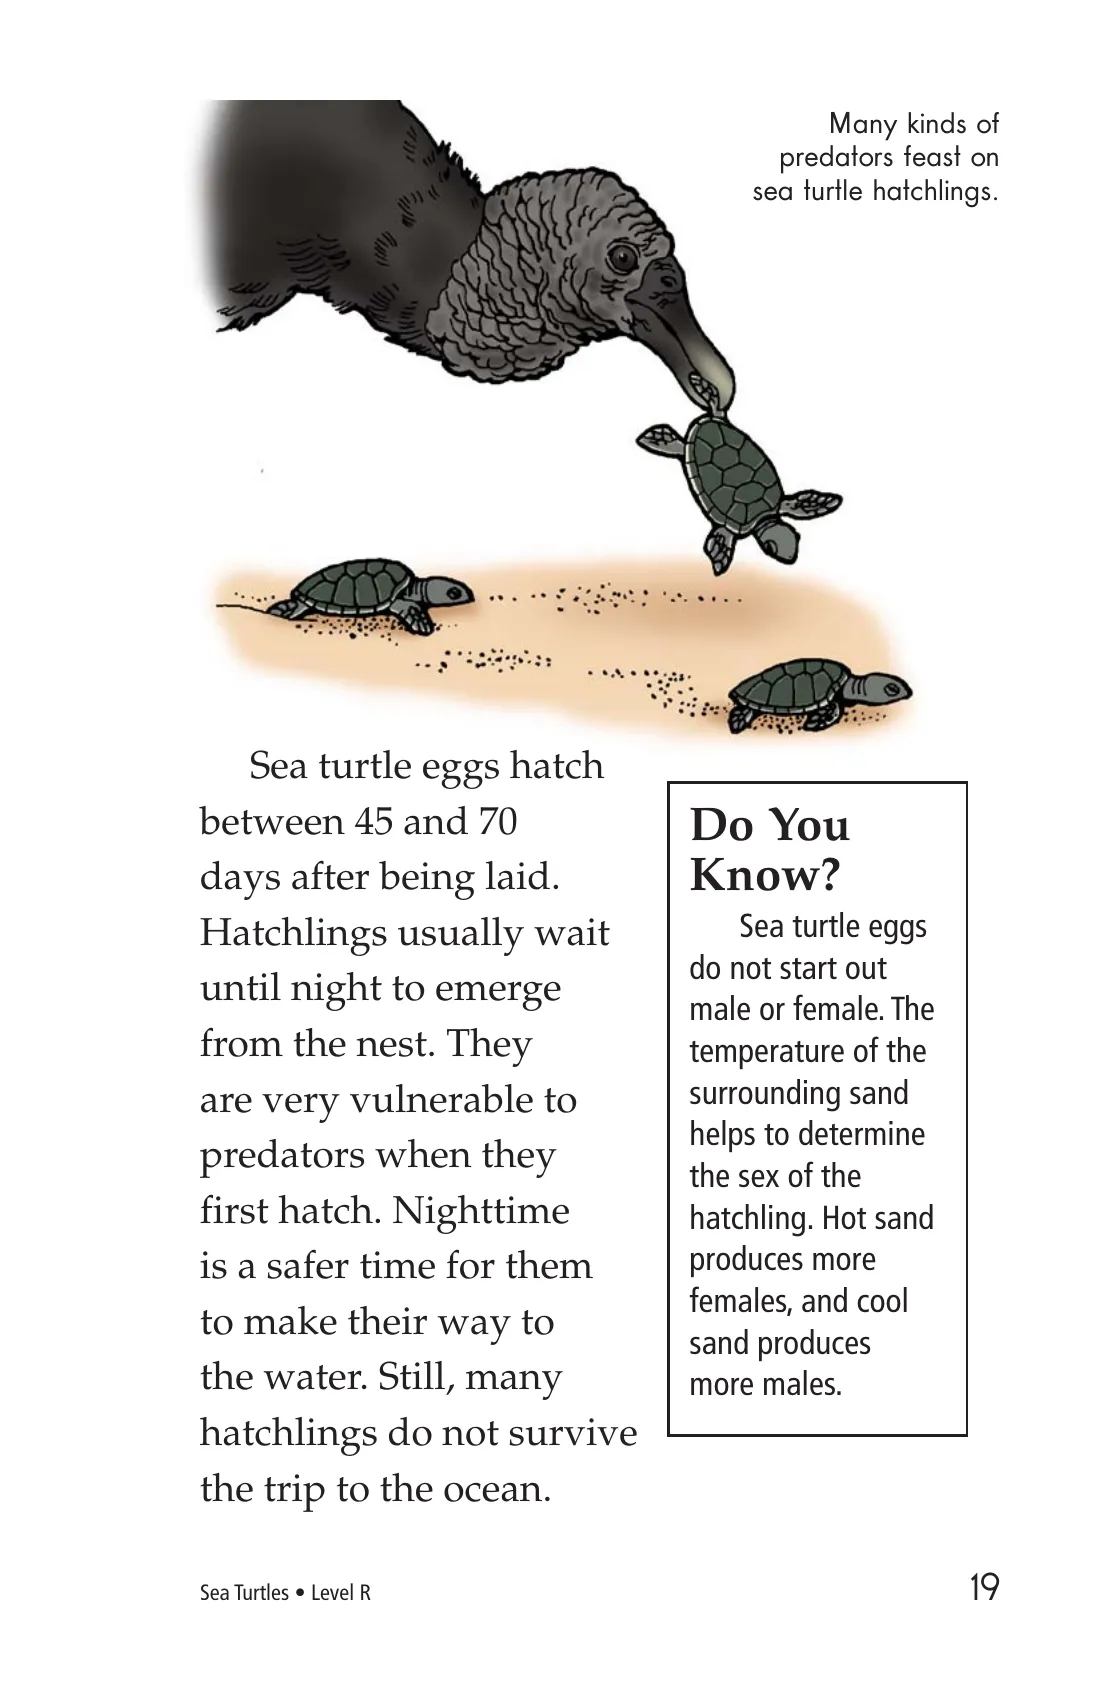 Many kinds of
predators feast on
sea turtle hatchlings.
Sea turtle eggs hatch
between 45 and 70
days after being laid.
Hatchlings usually wait
until night to emerge
from the nest. They
are very vulnerable to
predators when they
first hatch. Nighttime
is a safer time for them
to make their way to
the water. Still, many
hatchlings do not survive
the trip to the ocean.
Do You
Know?
Sea turtle eggs
do not start out
male or female. The
temperature of the
surrounding sand
helps to determine
the sex of the
hatchling. Hot sand
produces more
females, and cool
sand produces
more males.
Sea Turtles • Level R
19